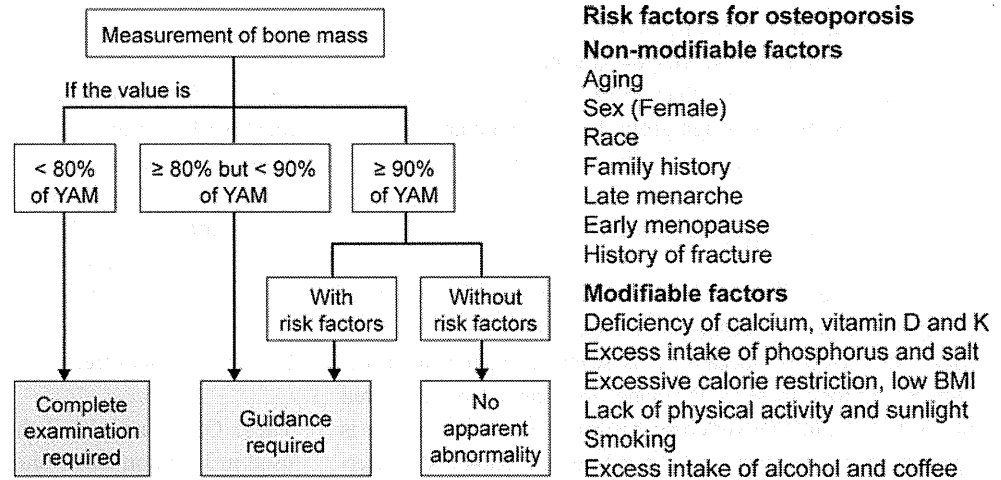 Measurement of bone mass
If the value is
< 80%
of YAM
≥ 80% but < 90%
of YAM
≥ 90%
of YAM
With
risk factors
Without
risk factors
Complete
examination
required
Guidance
required
No
apparent
abnormality
Risk factors for osteoporosis
Non-modifiable factors
Aging
Sex (Female)
Race
Family history
Late menarche
Early menopause
History of fracture
Modifiable factors
Deficiency of calcium, vitamin D and K
Excess intake of phosphorus and salt
Excessive calorie restriction, low BMI
Lack of physical activity and sunlight
Smoking
Excess intake of alcohol and coffee